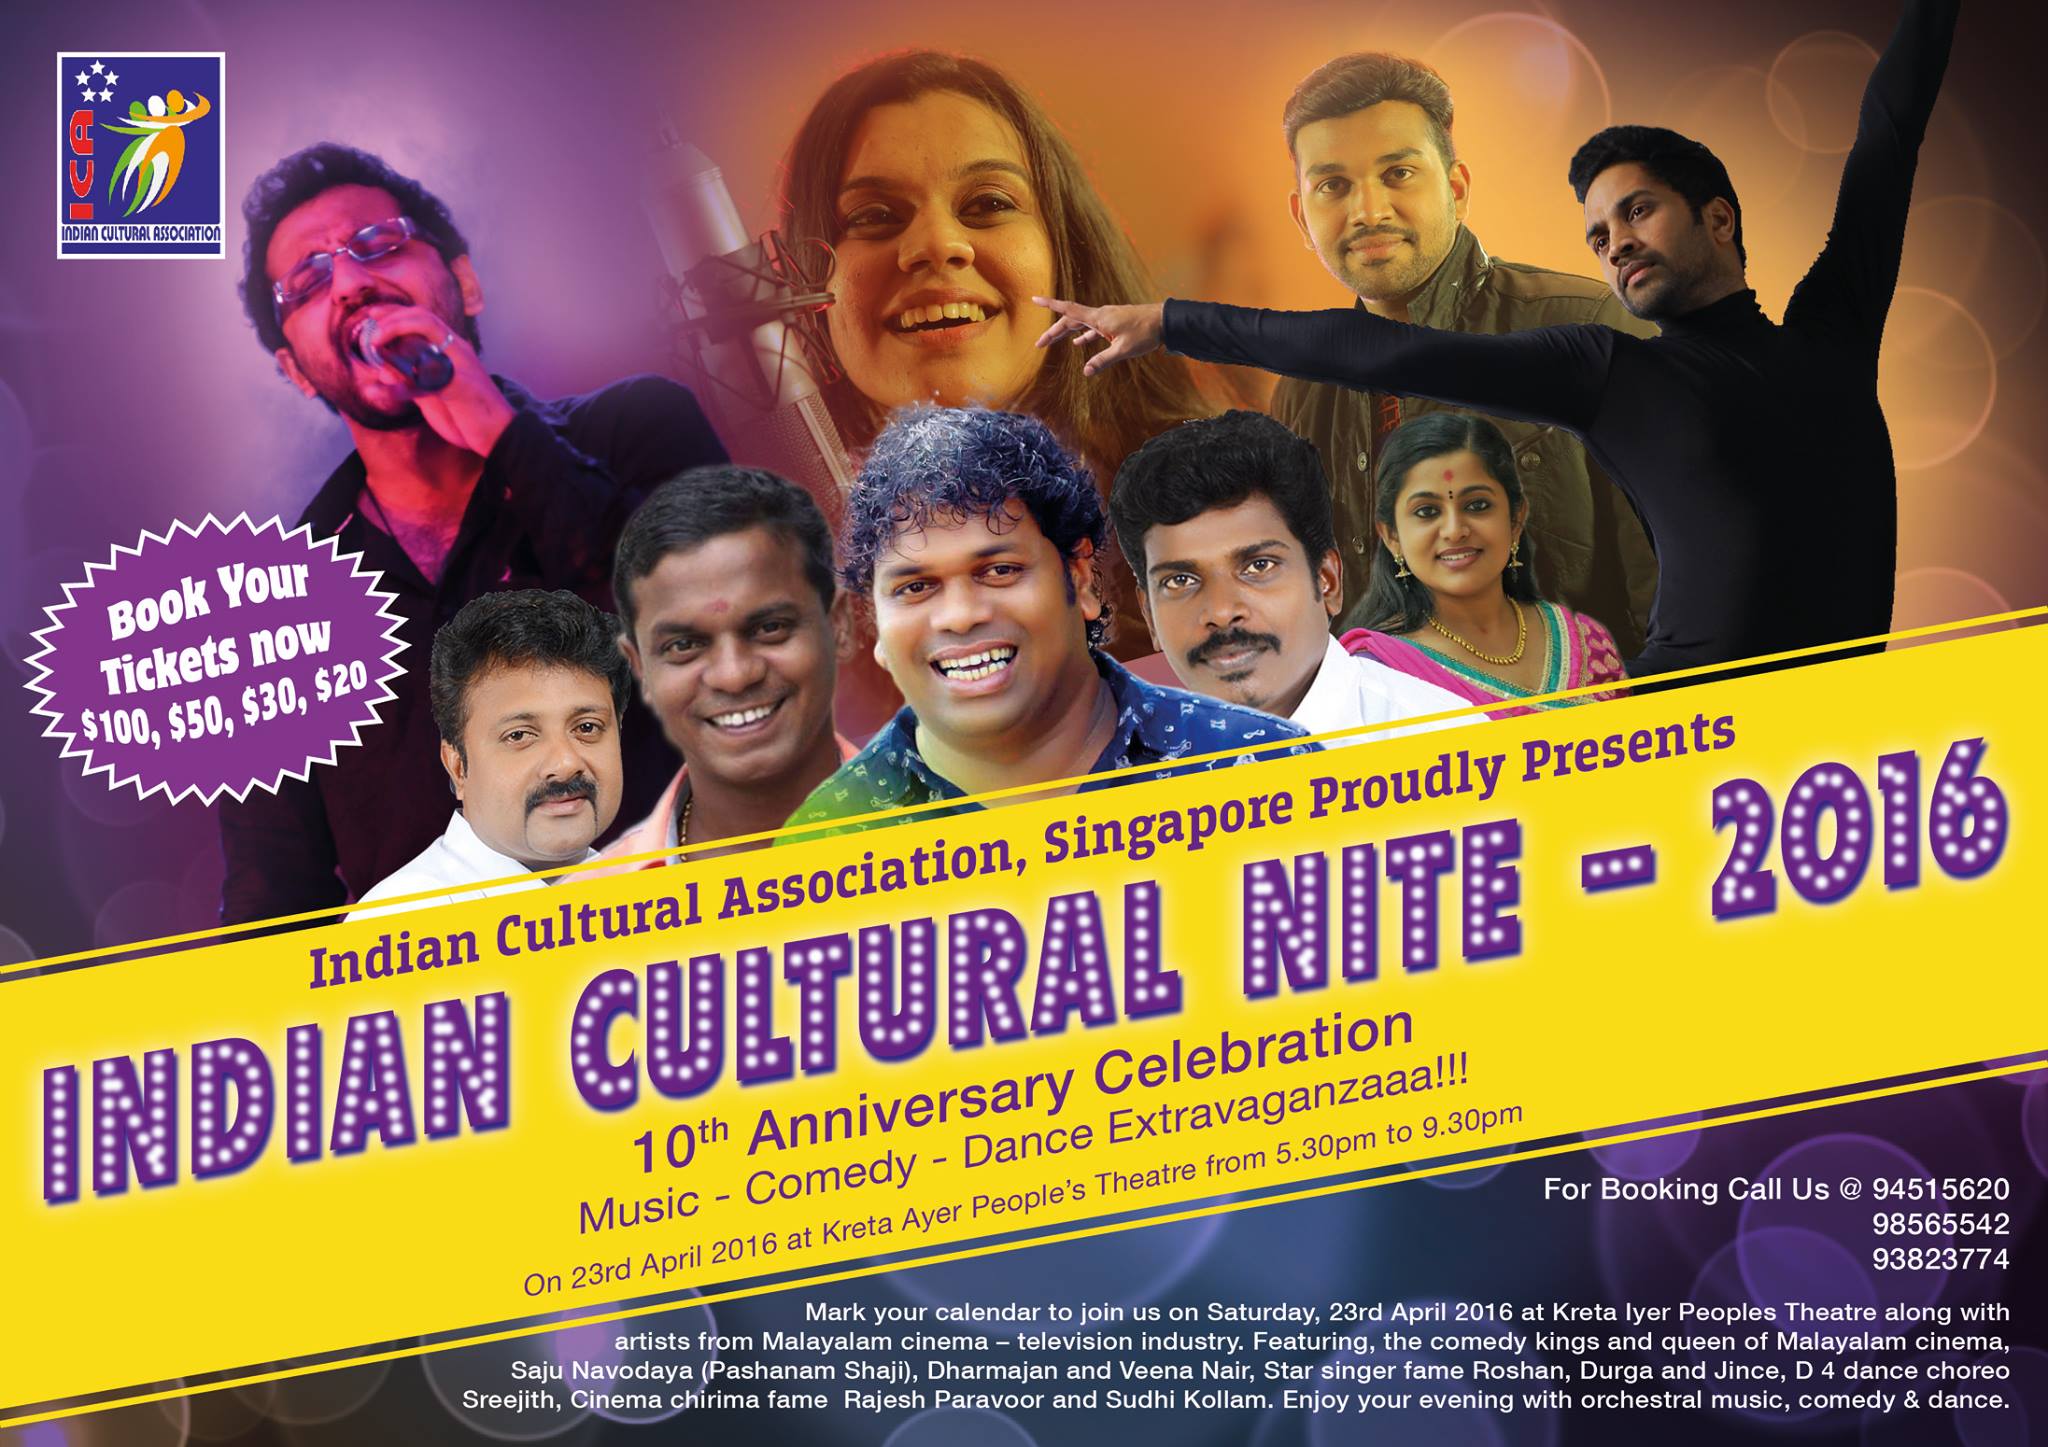 ICA
INDIAN CULTURAL ASSOCIATION
Book Your
Tickets now
$100, $50, $30, $20
Indian Cultural Association, Singapore Proudly Presents
INDIAN CULTURAL NITE – 2016
10th Anniversary Celebration
Music - Comedy - Dance Extravaganzaaa!!!
On 23rd April 2016 at Kreta Ayer People's Theatre from 5.30pm to 9.30pm
For Booking Call Us @ 94515620
98565542
93823774
Mark your calendar to join us on Saturday, 23rd April 2016 at Kreta Iyer Peoples Theatre along with
artists from Malayalam cinema – television industry. Featuring, the comedy kings and queen of Malayalam cinema,
Saju Navodaya (Pashanam Shaji), Dharmajan and Veena Nair, Star singer fame Roshan, Durga and Jince, D 4 dance choreo
Sreejith, Cinema chirima fame Rajesh Paravoor and Sudhi Kollam. Enjoy your evening with orchestral music, comedy & dance.